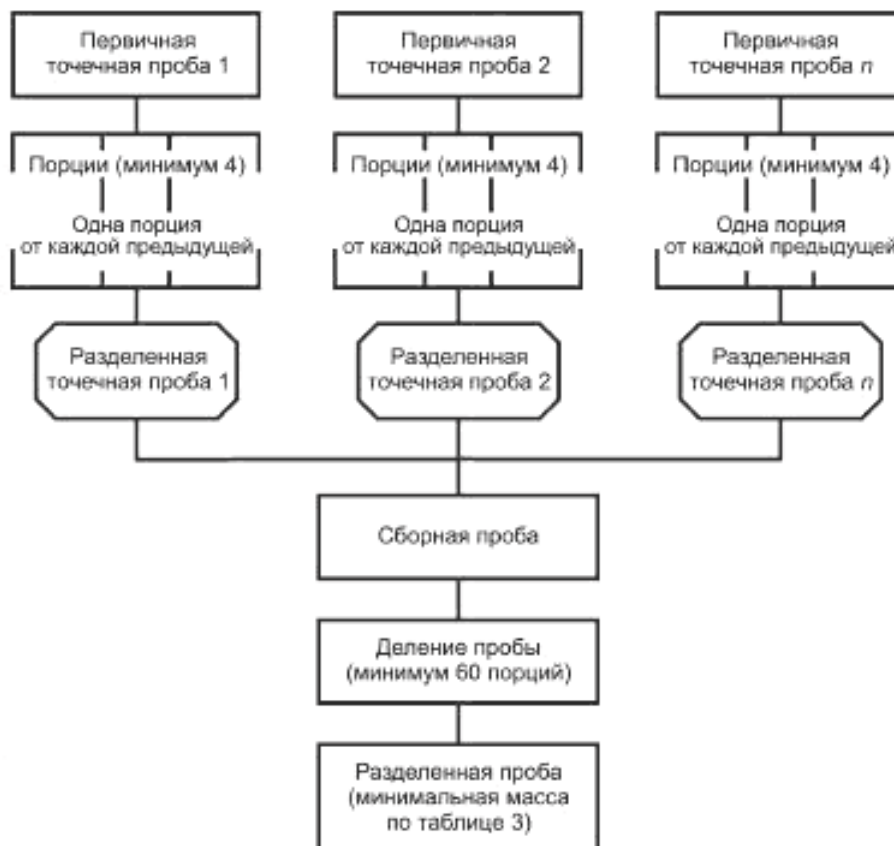 Первичная
точечная проба 1
Первичная
точечная проба 2
Первичная
точечная проба n
Порции (минимум 4)
Порции (минимум 4)
Порции (минимум 4)
Одна порция
от каждой предыдущей
Одна порция
от каждой предыдущей
Одна порция
от каждой предыдущей
Разделенная
точечная проба 1
Разделенная
точечная проба 2
Разделенная
точечная проба n
Сборная проба
Деление пробы
(минимум 60 порций)
Разделенная проба
(минимальная масса
по таблице 3)